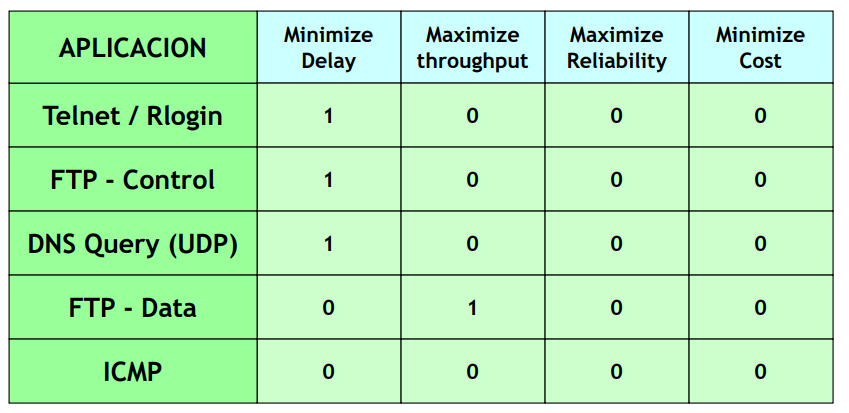 APLICACION Minimize Delay Maximize throughput Maximize Reliability Minimize Cost
Telnet / Rlogin 1 0 0 0
FTP - Control 1 0 0 0
DNS Query (UDP) 1 0 0 0
FTP - Data 0 1 0 0
ICMP 0 0 0 0